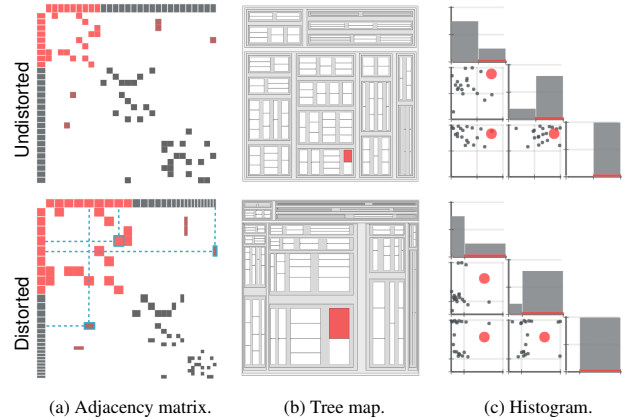 Undistorted
Distorted
(a) Adjacency matrix.
(b) Tree map.
(c) Histogram.